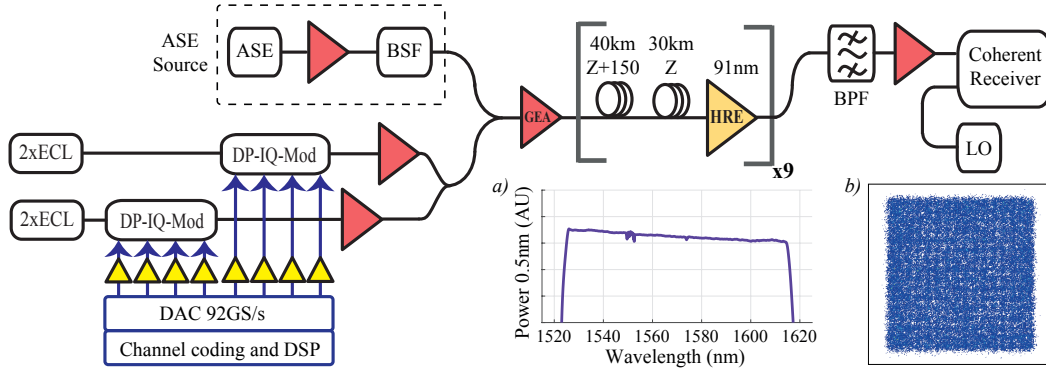 ASE
Source
ASE
BSF
2xECL
DP-IQ-Mod
2xECL
DP-IQ-Mod
DAC 92GS/s
Channel coding and DSP
GEA
40km
Z+150
30km
Z
91nm
HRE
x9
BPF
Coherent
Receiver
LO
a)
Power 0.5nm (AU)
1520
1540
1560
1580
1600
1620
Wavelength (nm)
b)